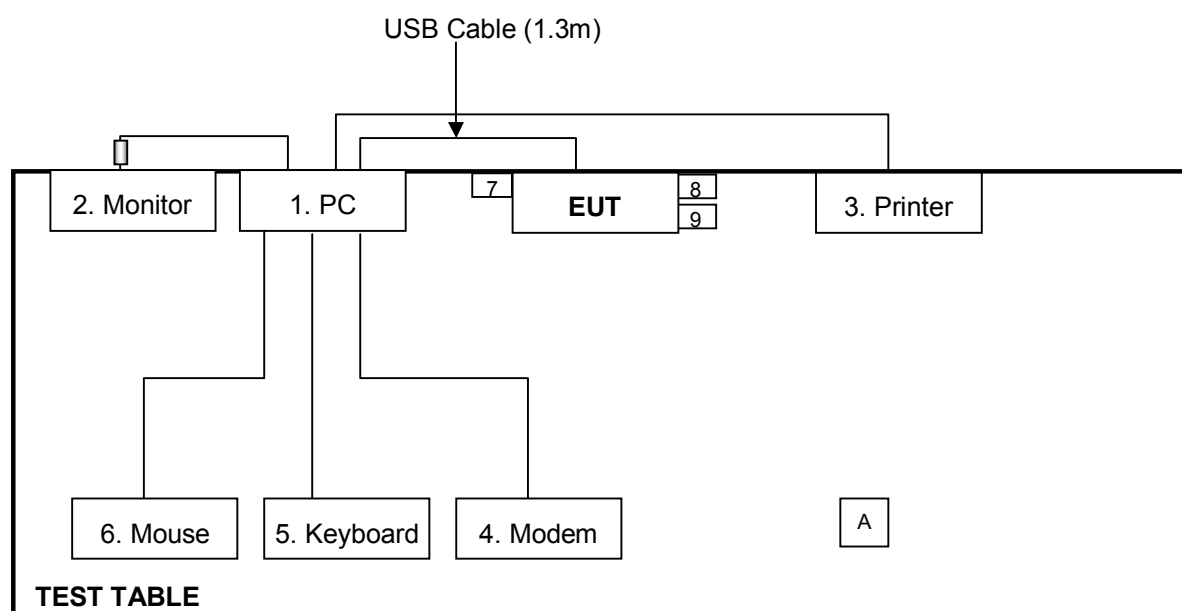 USB Cable (1.3m)
2. Monitor
1. PC
7
EUT
8
9
3. Printer
6. Mouse
5. Keyboard
4. Modem
A
TEST TABLE